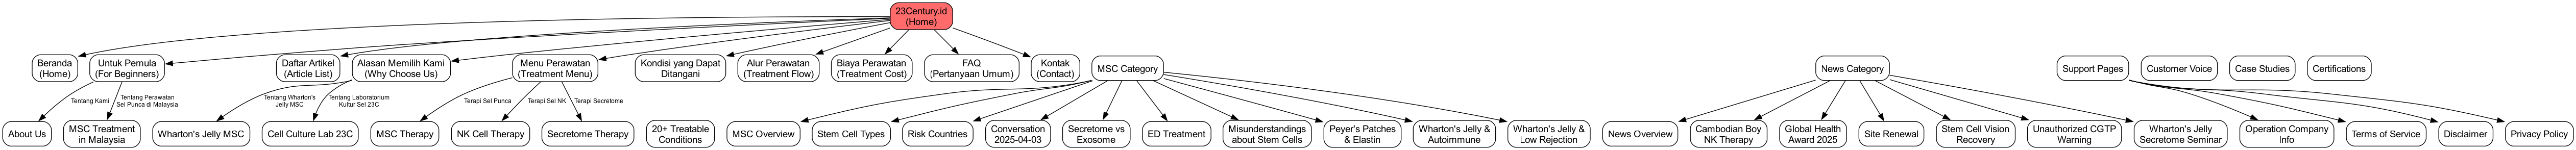 23Century.id
(Home)
Beranda
(Home)
Untuk Pemula
(For Beginners)
Daftar Artikel
(Article List)
Alasan Memilih Kami
(Why Choose Us)
Menu Perawatan
(Treatment Menu)
Kondisi yang Dapat
Ditangani
Alur Perawatan
(Treatment Flow)
Biaya Perawatan
(Treatment Cost)
FAQ
(Pertanyaan Umum)
Kontak
(Contact)
MSC Category
News Category
Support Pages
Customer Voice
Case Studies
Certifications
Tentang Kami
Tentang Perawatan
Sel Punca di Malaysia
Tentang Wharton's
Jelly MSC
Tentang Laboratorium
Kultur Sel 23C
Terapi Sel Punca
Terapi Sel NK
Terapi Secretome
About Us
MSC Treatment
in Malaysia
Wharton's Jelly MSC
Cell Culture Lab 23C
MSC Therapy
NK Cell Therapy
Secretome Therapy
20+ Treatable
Conditions
MSC Overview
Stem Cell Types
Risk Countries
Conversation
2025-04-03
Secretome vs
Exosome
ED Treatment
Misunderstandings
about Stem Cells
Peyer's Patches
& Elastin
Wharton's Jelly &
Autoimmune
Wharton's Jelly &
Low Rejection
News Overview
Cambodian Boy
NK Therapy
Global Health
Award 2025
Site Renewal
Stem Cell Vision
Recovery
Unauthorized CGTP
Warning
Wharton's Jelly
Secretome Seminar
Operation Company
Info
Terms of Service
Disclaimer
Privacy Policy